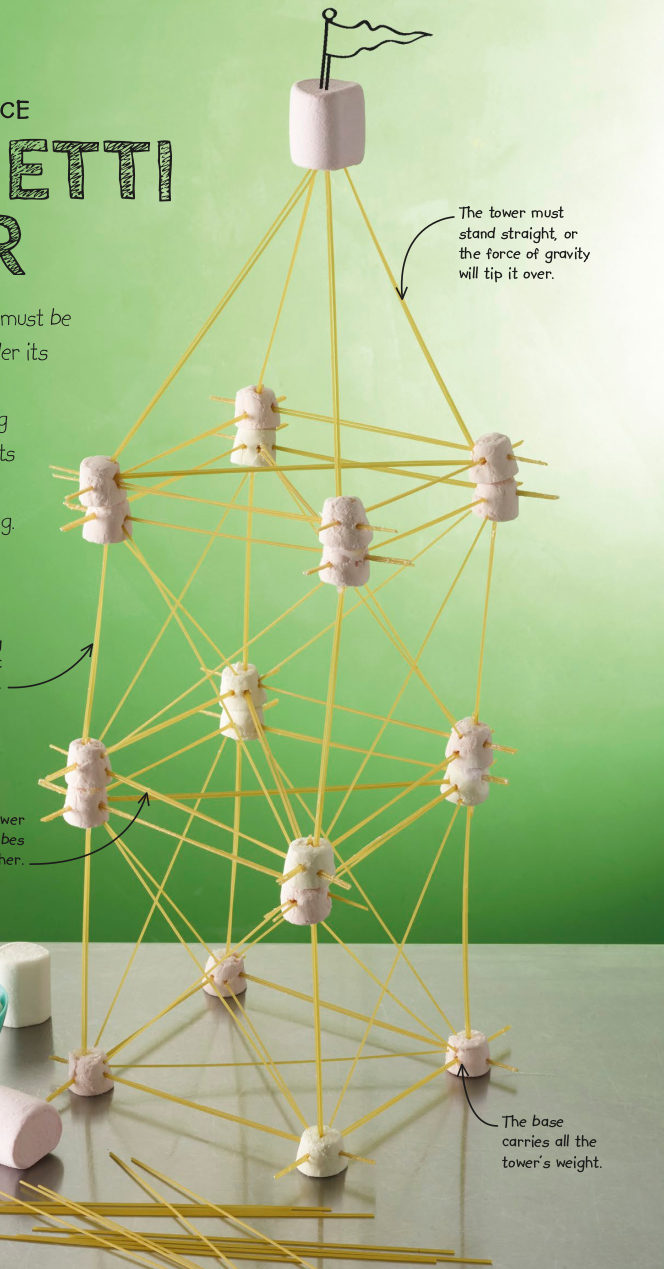 CE
ETTI
R
must be
er its
g
ts
g.
The tower must
stand straight, or
the force of gravity
will tip it over.
wer
bes
her.
The base
carries all the
tower's weight.